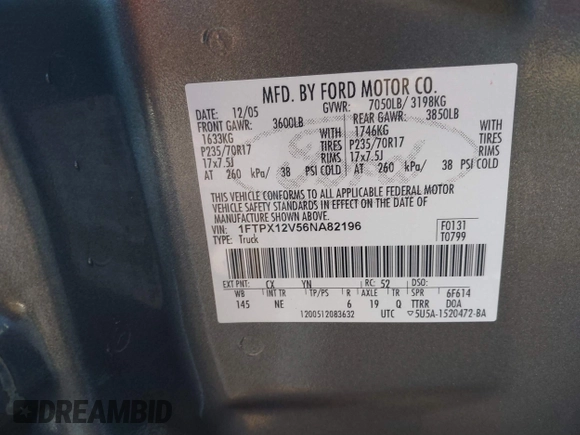 MFD. BY FORD MOTOR CO.
DATE: 12/05 GVWR: 7050LB/ 3198KG
FRONT GAWR: 3600LB REAR GAWR: 3850LB
1633KG WITH 1746KG WITH
P235/70R17 TIRES P235/70R17 TIRES
17x7.5J RIMS 17x7.5J RIMS
AT 260 kPa/ 38 PSI COLD AT 260 kPa/ 38 PSI COLD
THIS VEHICLE CONFORMS TO ALL APPLICABLE FEDERAL MOTOR
VEHICLE SAFETY STANDARDS IN EFFECT ON THE DATE OF
MANUFACTURE SHOWN ABOVE.
VIN: 1FTPX12V56NA82196 F0131
TYPE: Truck T0799
EXT PNT: CX YN RC: 52 DSO:
WB INT TR TP/PS R AXLE TR SPR 6F614
145 NE 6 19 Q TTRR DOA
1200512083632 UTC ▽5U5A-1520472-BA
Ford
DREAMBID